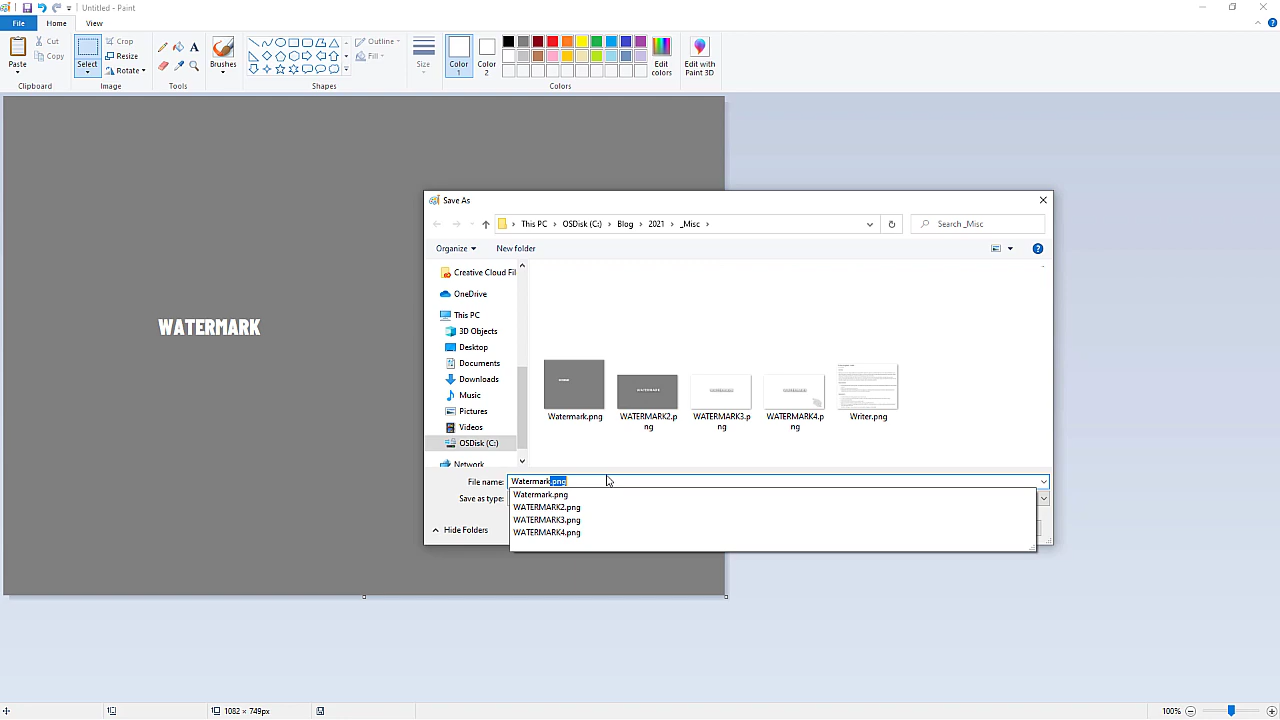 Untitled - Paint
File
Home
View
Paste
Cut
Copy
Clipboard
Select
Crop
Resize
Rotate
Image
Tools
Brushes
Outline
Fill
Shapes
Size
Color 1
Color 2
Edit colors
Colors
Edit with Paint 3D
WATERMARK
Save As
This PC > OSDisk (C:) > Blog > 2021 > _Misc >
Search _Misc
Organize
New folder
Creative Cloud Fil
OneDrive
This PC
3D Objects
Desktop
Documents
Downloads
Music
Pictures
Videos
OSDisk (C:)
Network
Watermark.png
WATERMARK2.png
WATERMARK3.png
WATERMARK4.png
Writer.png
File name: Watermark.png
Save as type:
Watermark.png
WATERMARK2.png
WATERMARK3.png
WATERMARK4.png
Hide Folders
1082 × 749px
100%